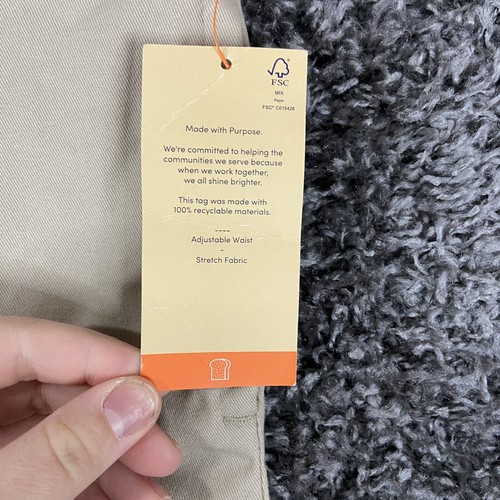 FSC
MIX
Paper
FSC® C015426
Made with Purpose.
We're committed to helping the
communities we serve because
when we work together,
we all shine brighter.
This tag was made with
100% recyclable materials.
----
Adjustable Waist
-
Stretch Fabric